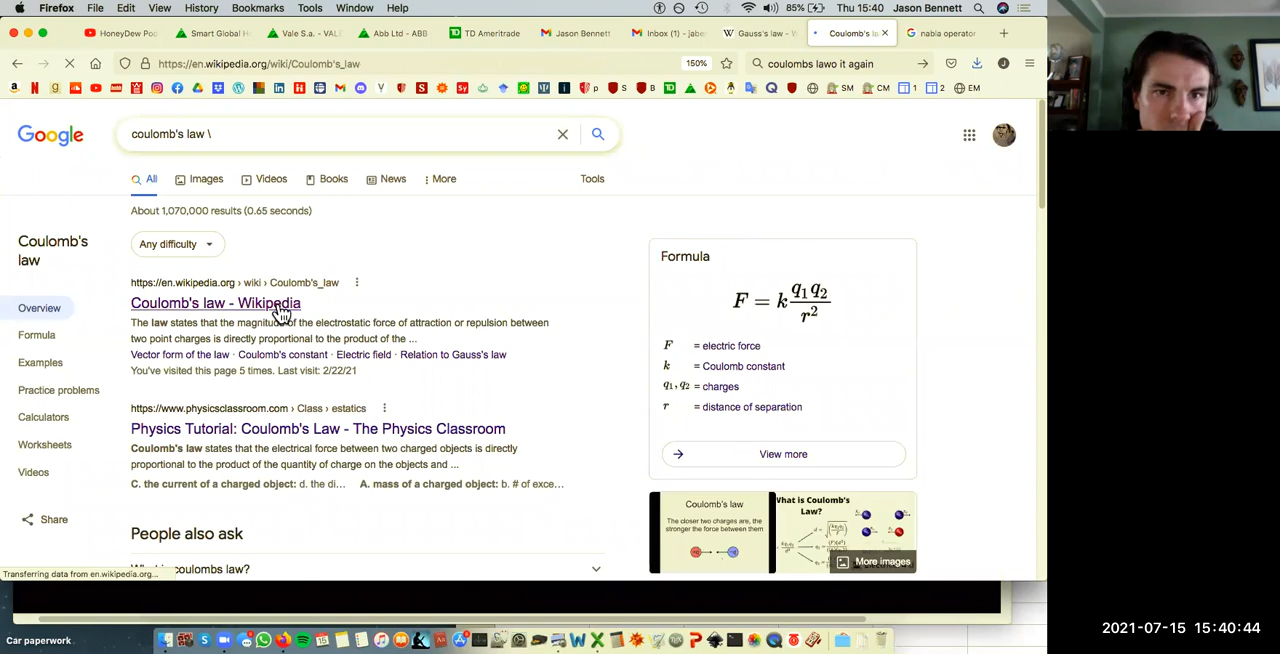 Firefox File Edit View History Bookmarks Tools Window Help 85% Thu 15:40 Jason Bennett
HoneyDew Po Smart Global H Vale S.a. - VAL Abb Ltd - ABB TD Ameritrade Jason Bennett Inbox (1) - jabe Gauss's law - W Coulomb's la nabla operator
https://en.wikipedia.org/wiki/Coulomb's_law 150% coulombs lawo it again
SM CM 1 2 EM
Google
coulomb's law \
All Images Videos Books News More Tools
About 1,070,000 results (0.65 seconds)
Coulomb's
law
Overview
Formula
Examples
Practice problems
Calculators
Worksheets
Videos
Share
Any difficulty
https://en.wikipedia.org › wiki › Coulomb's_law
Coulomb's law - Wikipedia
The law states that the magnitude of the electrostatic force of attraction or repulsion between
two point charges is directly proportional to the product of the ...
Vector form of the law · Coulomb's constant · Electric field · Relation to Gauss's law
You've visited this page 5 times. Last visit: 2/22/21
https://www.physicsclassroom.com › Class › estatics
Physics Tutorial: Coulomb's Law - The Physics Classroom
Coulomb's law states that the electrical force between two charged objects is directly
proportional to the product of the quantity of charge on the objects and ...
C. the current of a charged object: d. the di... A. mass of a charged object: b. # of exce...
People also ask
What is coulombs law?
Formula
F = k q₁ q₂ / r²
F = electric force
k = Coulomb constant
q₁, q₂ = charges
r = distance of separation
View more
Coulomb's law
The closer two charges are, the
stronger the force between them
What is Coulomb's
Law?
More images
Transferring data from en.wikipedia.org...
Car paperwork
2021-07-15 15:40:44